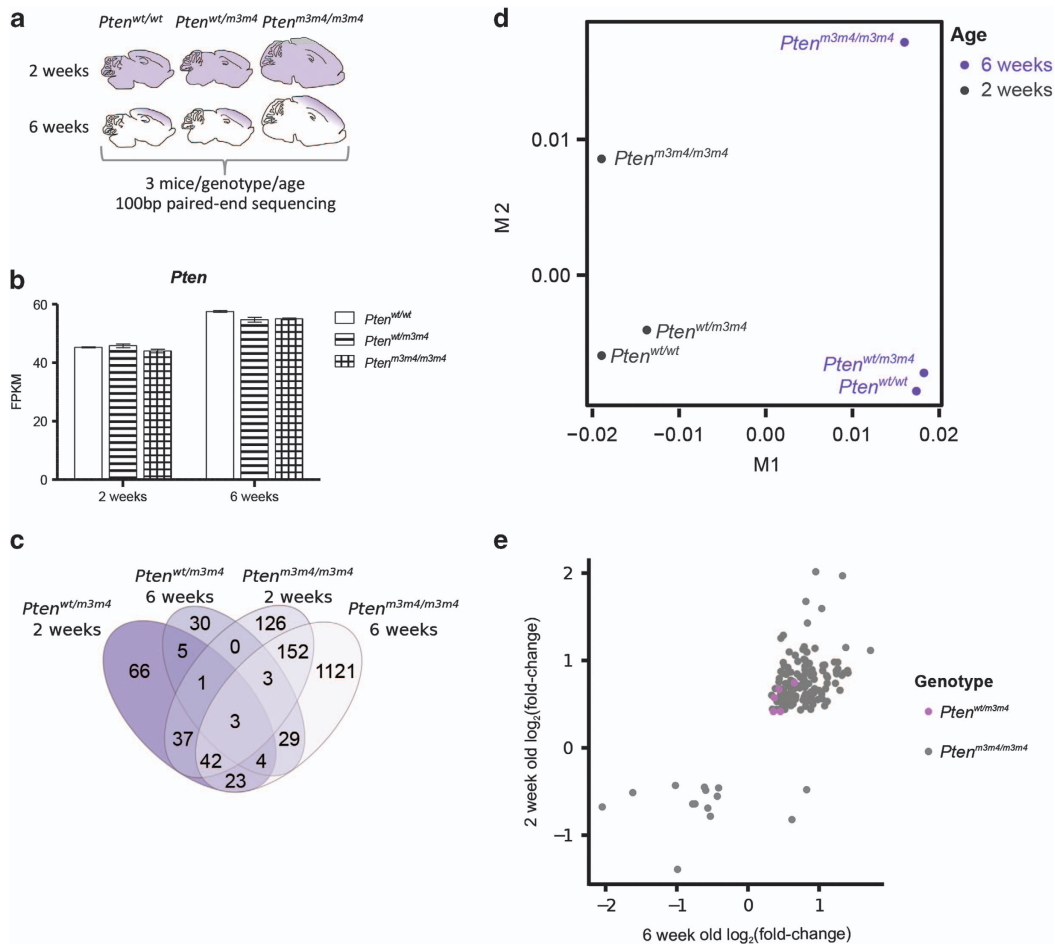 a
Pten^wt/wt Pten^wt/m3m4 Pten^m3m4/m3m4
2 weeks
6 weeks
3 mice/genotype/age
100bp paired-end sequencing
b
Pten
60
40
20
0
FPKM
2 weeks 6 weeks
Pten^wt/wt
Pten^wt/m3m4
Pten^m3m4/m3m4
c
Pten^wt/m3m4
2 weeks
Pten^wt/m3m4
6 weeks
Pten^m3m4/m3m4
2 weeks
Pten^m3m4/m3m4
6 weeks
30 126
5 0 152
66 1 3 1121
3
37 29
42 4
23
d
Pten^m3m4/m3m4
Pten^m3m4/m3m4
Pten^wt/m3m4
Pten^wt/wt
Pten^wt/m3m4
Pten^wt/wt
0.01
0.00
M2
−0.02 −0.01 0.00 0.01 0.02
M1
Age
6 weeks
2 weeks
e
2
1
0
−1
2 week old log₂(fold-change)
−2 −1 0 1
6 week old log₂(fold-change)
Genotype
Pten^wt/m3m4
Pten^m3m4/m3m4